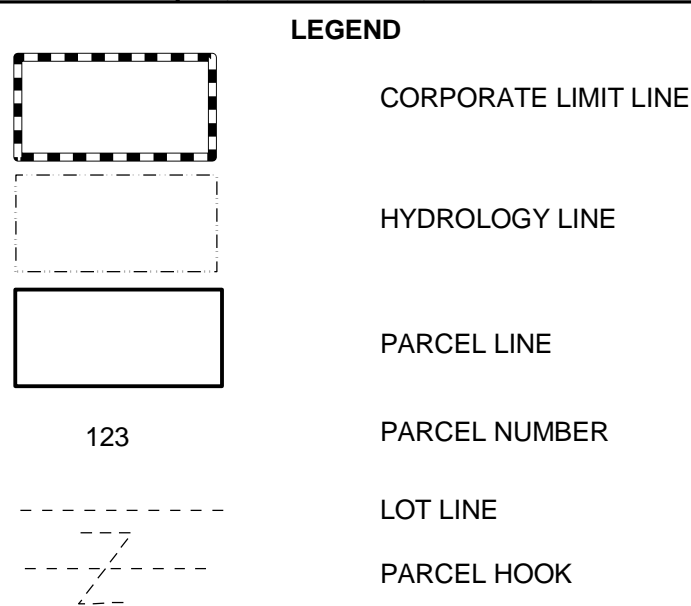 LEGEND
CORPORATE LIMIT LINE
HYDROLOGY LINE
PARCEL LINE
123
PARCEL NUMBER
LOT LINE
PARCEL HOOK